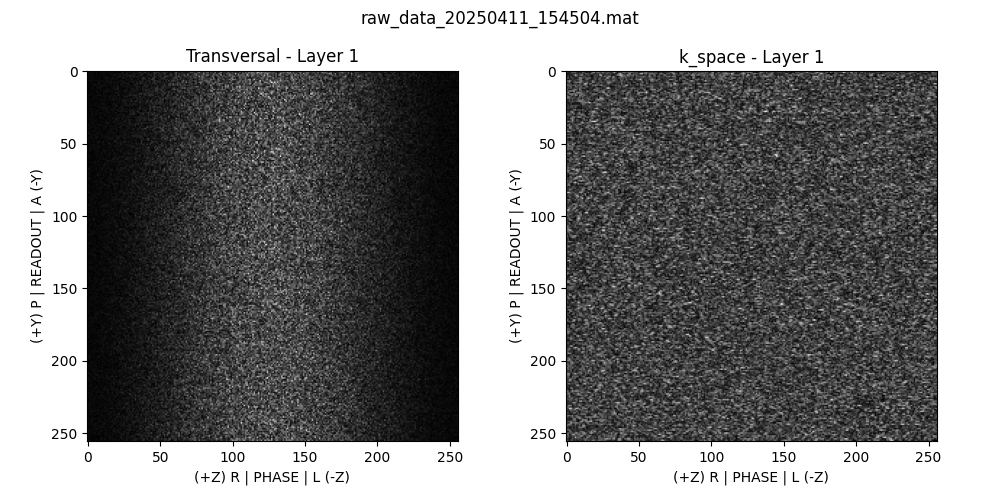 raw_data_20250411_154504.mat
Transversal - Layer 1
0
50
100
150
200
250
(+Y) P | READOUT | A (-Y)
0 50 100 150 200 250
(+Z) R | PHASE | L (-Z)
k_space - Layer 1
0
50
100
150
200
250
(+Y) P | READOUT | A (-Y)
0 50 100 150 200 250
(+Z) R | PHASE | L (-Z)